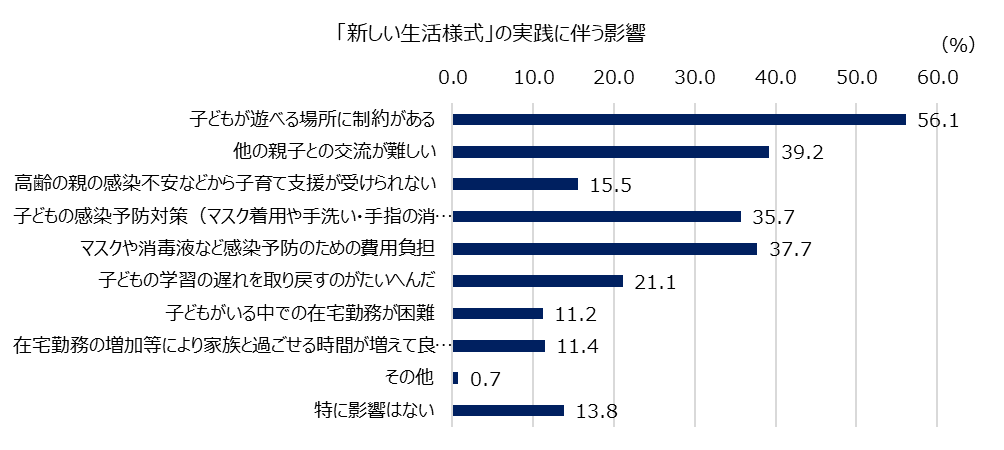 「新しい生活様式」の実践に伴う影響
（%）
0.0 10.0 20.0 30.0 40.0 50.0 60.0
子どもが遊べる場所に制約がある 56.1
他の親子との交流が難しい 39.2
高齢の親の感染不安などから子育て支援が受けられない 15.5
子どもの感染予防対策（マスク着用や手洗い・手指の消… 35.7
マスクや消毒液など感染予防のための費用負担 37.7
子どもの学習の遅れを取り戻すのがたいへんだ 21.1
子どもがいる中での在宅勤務が困難 11.2
在宅勤務の増加等により家族と過ごせる時間が増えて良… 11.4
その他 0.7
特に影響はない 13.8